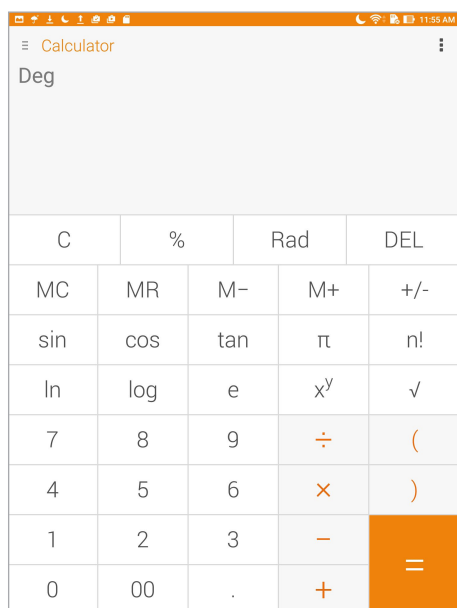 11:55 AM
Calculator
Deg
C % Rad DEL
MC MR M− M+ +/-
sin cos tan π n!
ln log e xʸ √
7 8 9 ÷ (
4 5 6 × )
1 2 3 −
=
0 00 . +